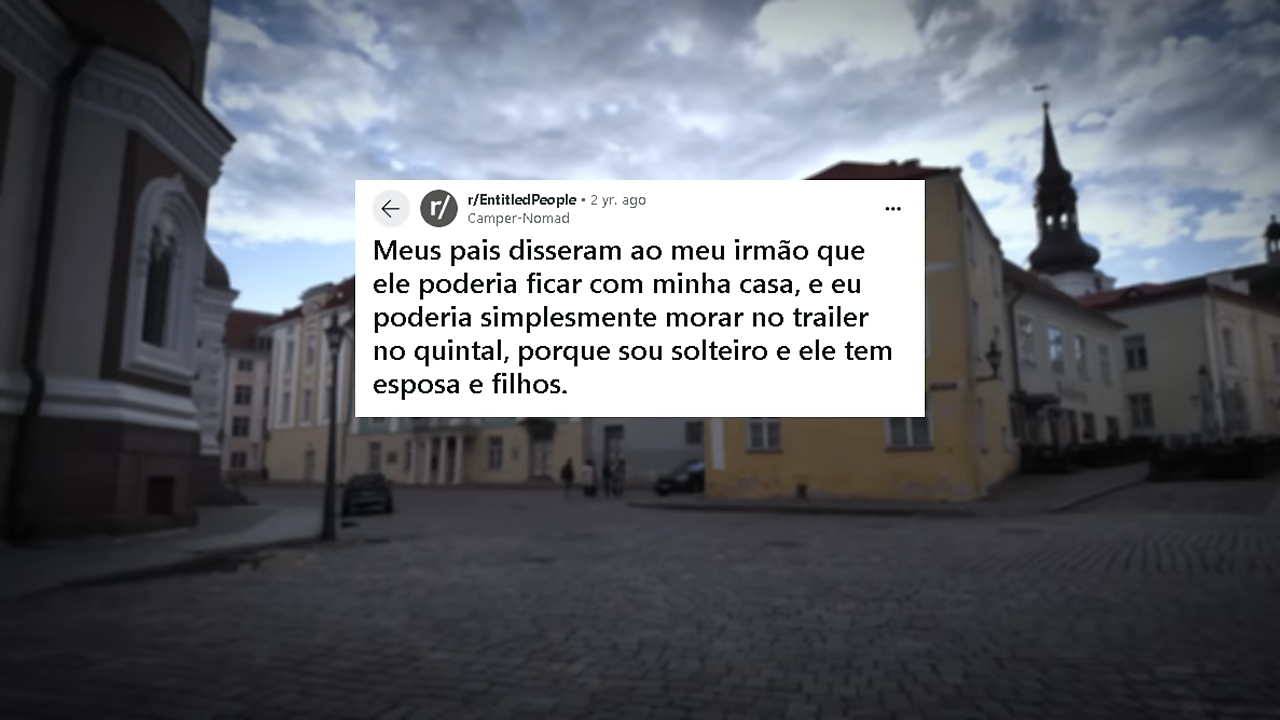 r/EntitledPeople • 2 yr. ago
Camper-Nomad
Meus pais disseram ao meu irmão que
ele poderia ficar com minha casa, e eu
poderia simplesmente morar no trailer
no quintal, porque sou solteiro e ele tem
esposa e filhos.